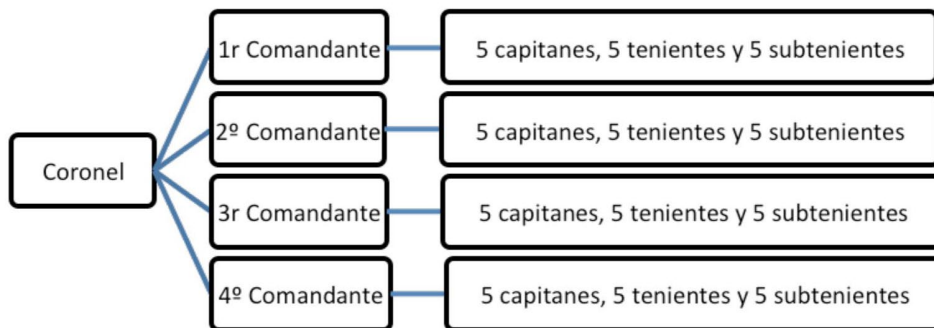 Coronel
1r Comandante
5 capitanes, 5 tenientes y 5 subtenientes
2º Comandante
5 capitanes, 5 tenientes y 5 subtenientes
3r Comandante
5 capitanes, 5 tenientes y 5 subtenientes
4º Comandante
5 capitanes, 5 tenientes y 5 subtenientes